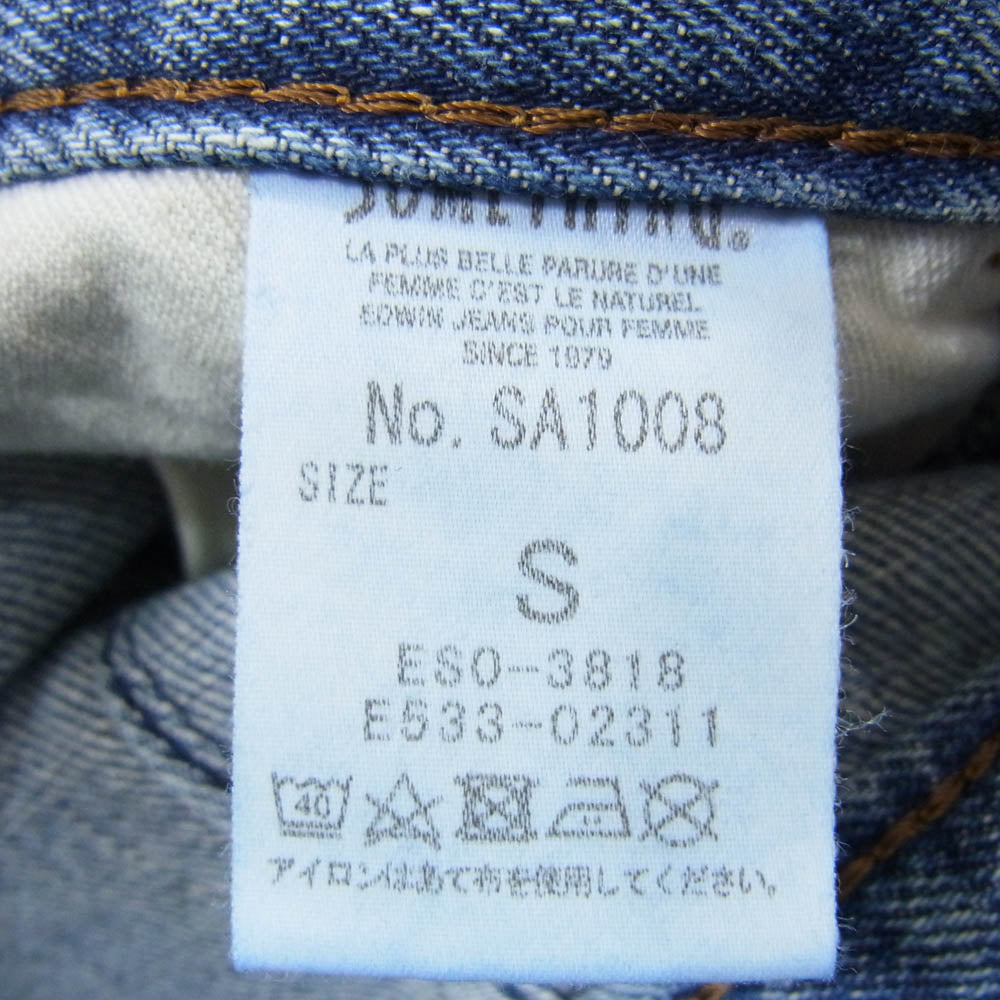 SOMETHING®
LA PLUS BELLE PARURE D'UNE
FEMME C'EST LE NATUREL
EDWIN JEANS POUR FEMME
SINCE 1979
No. SA1008
SIZE
S
ES0-3818
E533-02311
40
アイロンはあて布を使用してください。